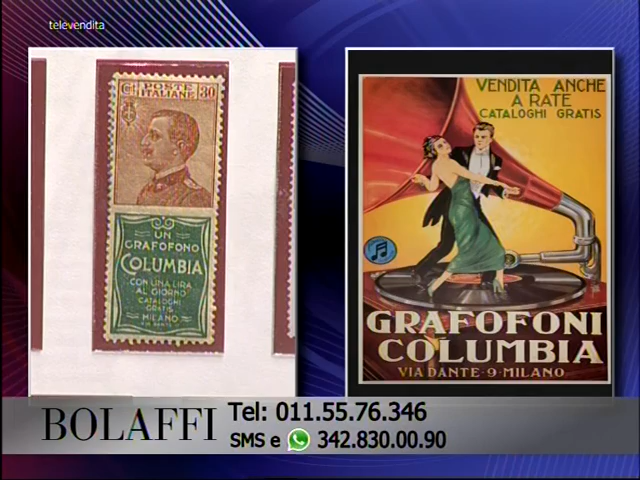 televendita
POSTE
ITALIANE
C 30
UN
GRAFOFONO
COLUMBIA
CON UNA LIRA
AL GIORNO
CATALOGHI
GRATIS
MILANO
VENDITA ANCHE
A RATE
CATALOGHI GRATIS
GRAFOFONI
COLUMBIA
VIA DANTE-9-MILANO
BOLAFFI
Tel: 011.55.76.346
SMS e 342.830.00.90